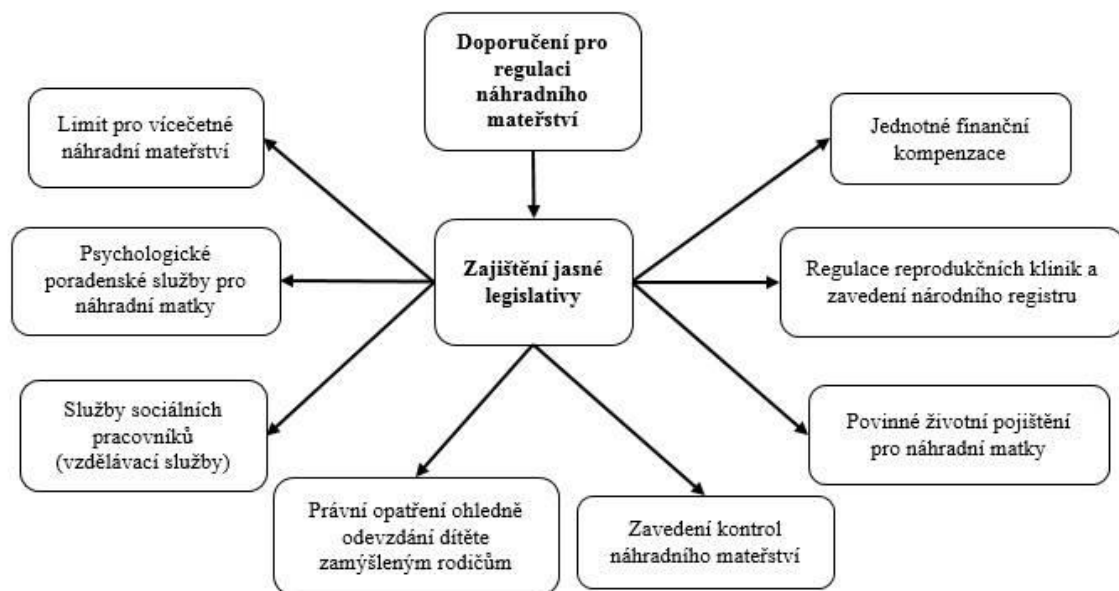 Doporučení pro
regulaci
náhradního
mateřství
Limit pro vícečetné
náhradní mateřství
Jednotné finanční
kompenzace
Psychologické
poradenské služby pro
náhradní matky
Zajištění jasné
legislativy
Regulace reprodukčních klinik a
zavedení národního registru
Služby sociálních
pracovníků
(vzdělávací služby)
Povinné životní pojištění
pro náhradní matky
Právní opatření ohledně
odevzdání dítěte
zamýšleným rodičům
Zavedení kontrol
náhradního mateřství